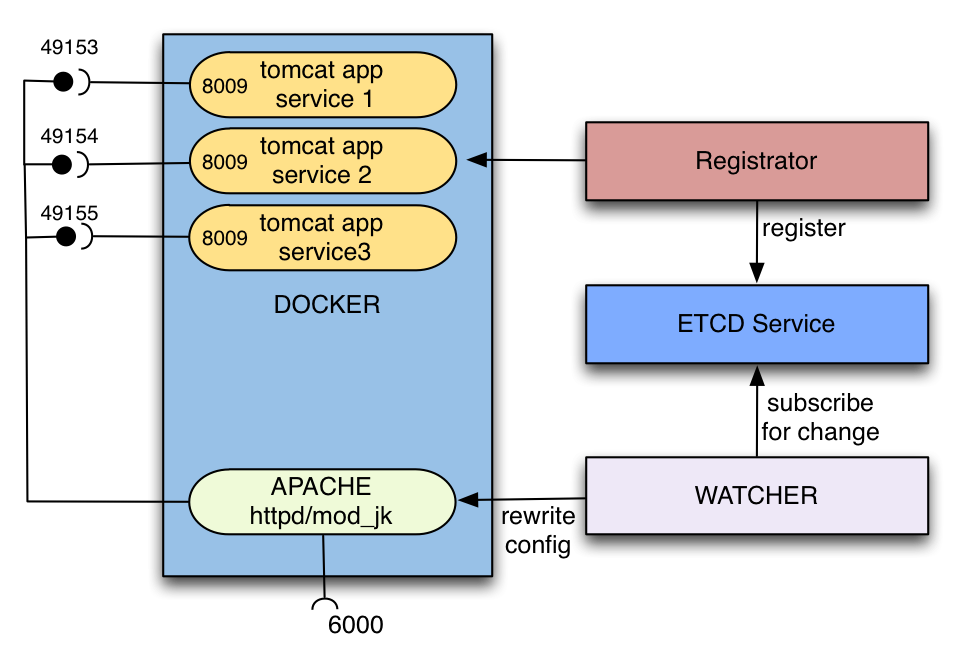 49153
8009
tomcat app
service 1
49154
8009
tomcat app
service 2
49155
8009
tomcat app
service3
DOCKER
APACHE
httpd/mod_jk
6000
Registrator
register
ETCD Service
subscribe
for change
WATCHER
rewrite
config